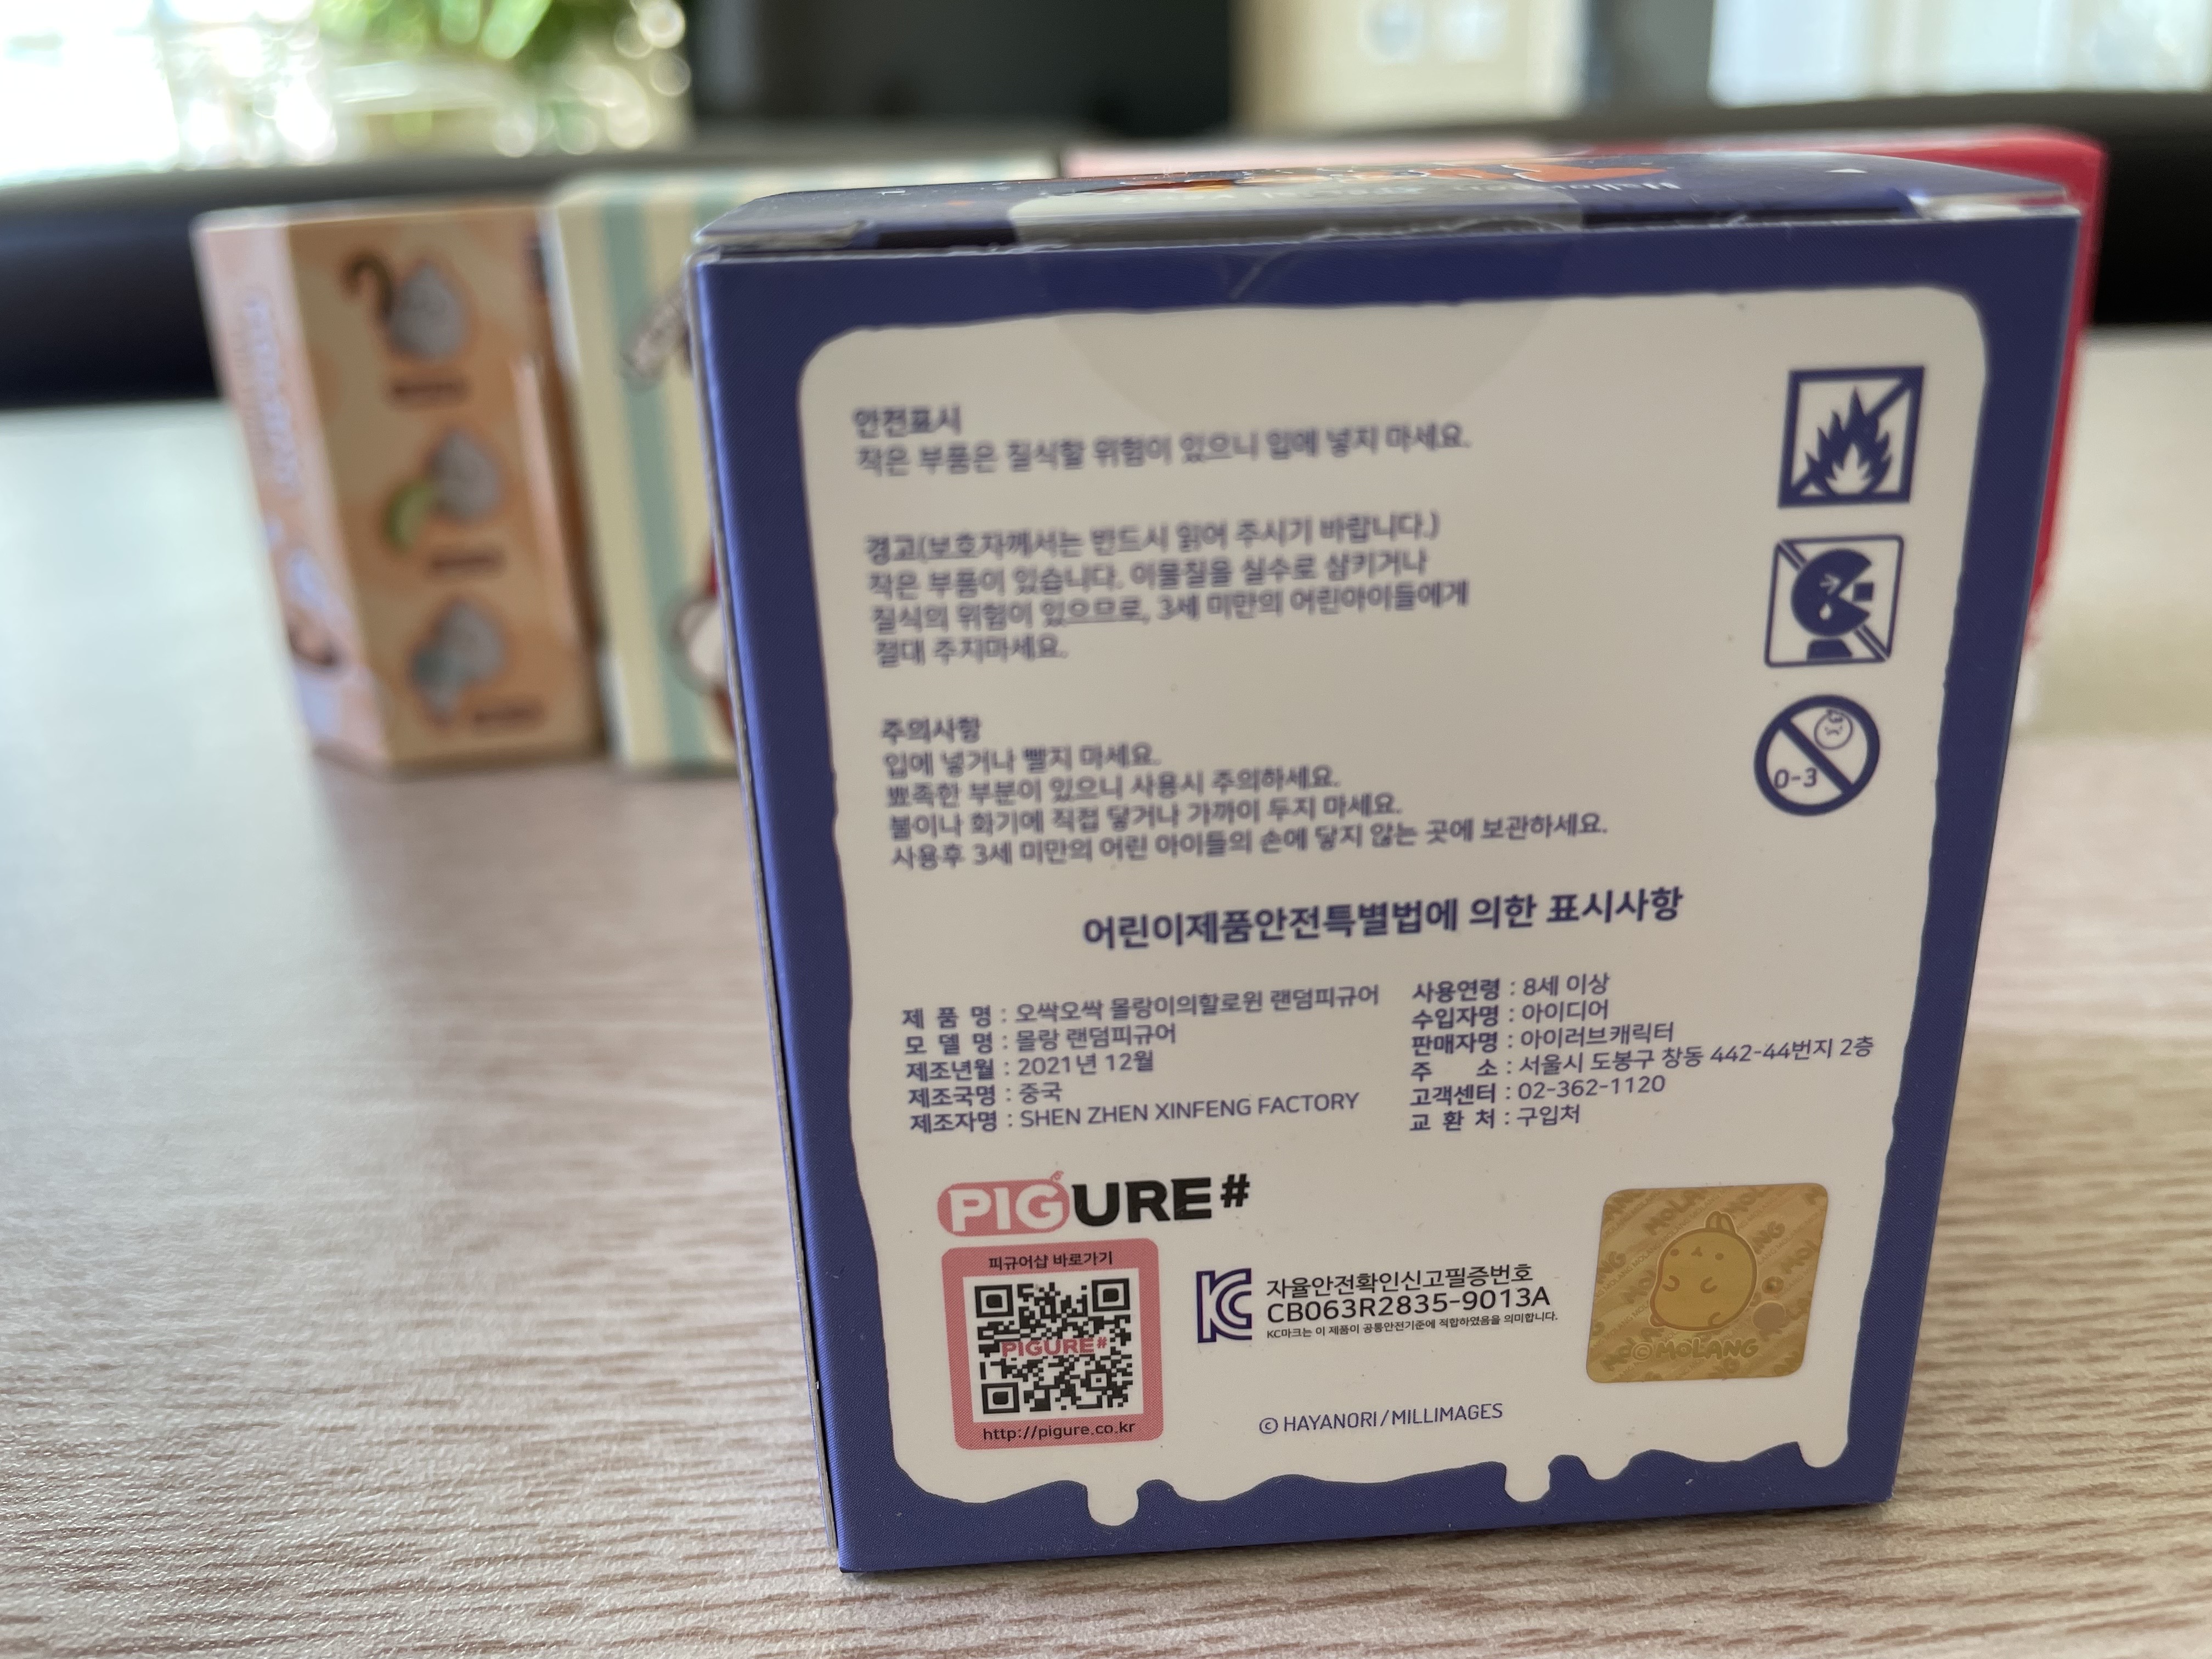 안전표시
작은 부품은 질식할 위험이 있으니 입에 넣지 마세요.
경고(보호자께서는 반드시 읽어 주시기 바랍니다.)
작은 부품이 있습니다. 이물질을 실수로 삼키거나
질식의 위험이 있으므로, 3세 미만의 어린아이들에게
절대 주지마세요.
주의사항
입에 넣거나 빨지 마세요.
뾰족한 부분이 있으니 사용시 주의하세요.
불이나 화기에 직접 닿거나 가까이 두지 마세요.
사용후 3세 미만의 어린 아이들의 손에 닿지 않는 곳에 보관하세요.
0-3
어린이제품안전특별법에 의한 표시사항
제 품 명 : 오싹오싹 몰랑이의할로윈 랜덤피규어
모 델 명 : 몰랑 랜덤피규어
제조년월 : 2021년 12월
제조국명 : 중국
제조자명 : SHEN ZHEN XINFENG FACTORY
사용연령 : 8세 이상
수입자명 : 아이디어
판매자명 : 아이러브캐릭터
주 소 : 서울시 도봉구 창동 442-44번지 2층
고객센터 : 02-362-1120
교 환 처 : 구입처
PIGURE#
피규어샵 바로가기
PIGURE#
http://pigure.co.kr
자율안전확인신고필증번호
CB063R2835-9013A
KC마크는 이 제품이 공통안전기준에 적합하였음을 의미합니다.
©MOLANG
© HAYANORI/MILLIMAGES